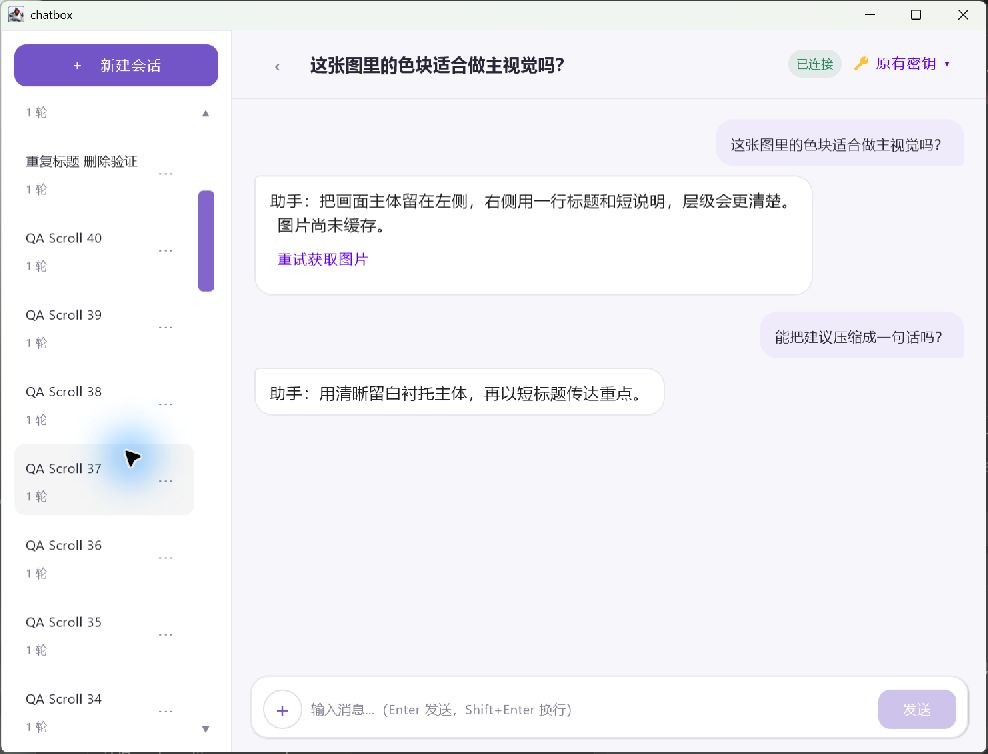 chatbox
+ 新建会话
1 轮
重复标题 删除验证
...
1 轮
QA Scroll 40
...
1 轮
QA Scroll 39
...
1 轮
QA Scroll 38
...
1 轮
QA Scroll 37
...
1 轮
QA Scroll 36
...
1 轮
QA Scroll 35
...
1 轮
QA Scroll 34
...
1 轮
这张图里的色块适合做主视觉吗?
已连接
原有密钥
这张图里的色块适合做主视觉吗?
助手: 把画面主体留在左侧, 右侧用一行标题和短说明, 层级会更清楚。
图片尚未缓存。
重试获取图片
能把建议压缩成一句话吗?
助手: 用清晰留白衬托主体, 再以短标题传达重点。
+
输入消息... (Enter 发送, Shift+Enter 换行)
发送